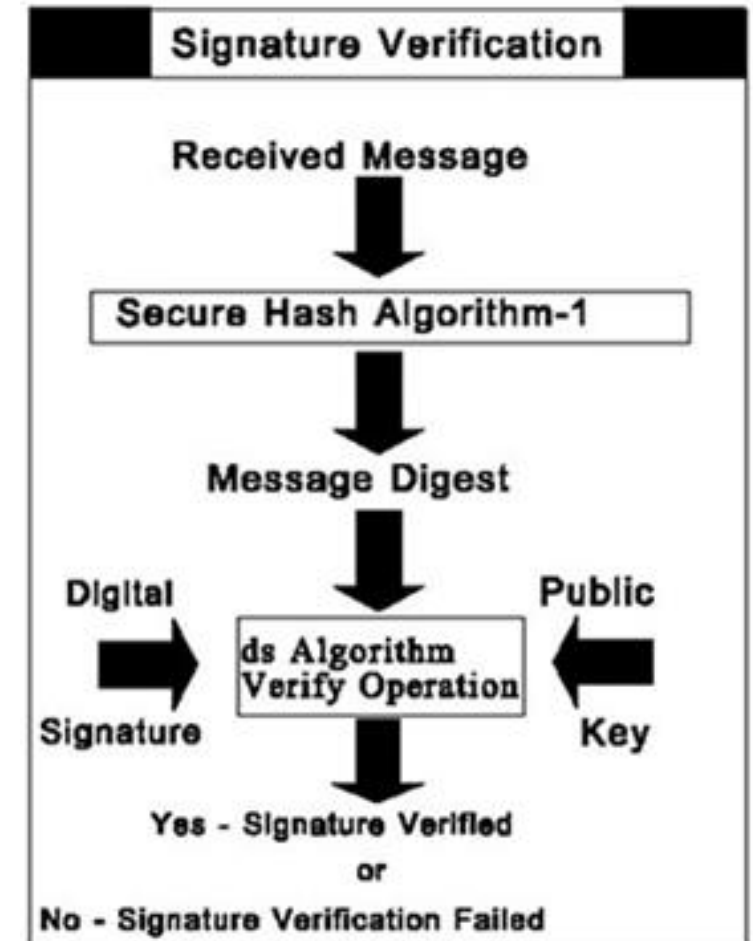 Signature Verification
Received Message
Secure Hash Algorithm-1
Message Digest
Digital
Signature
Public
Key
ds Algorithm
Verify Operation
Yes - Signature Verified
or
No - Signature Verification Failed